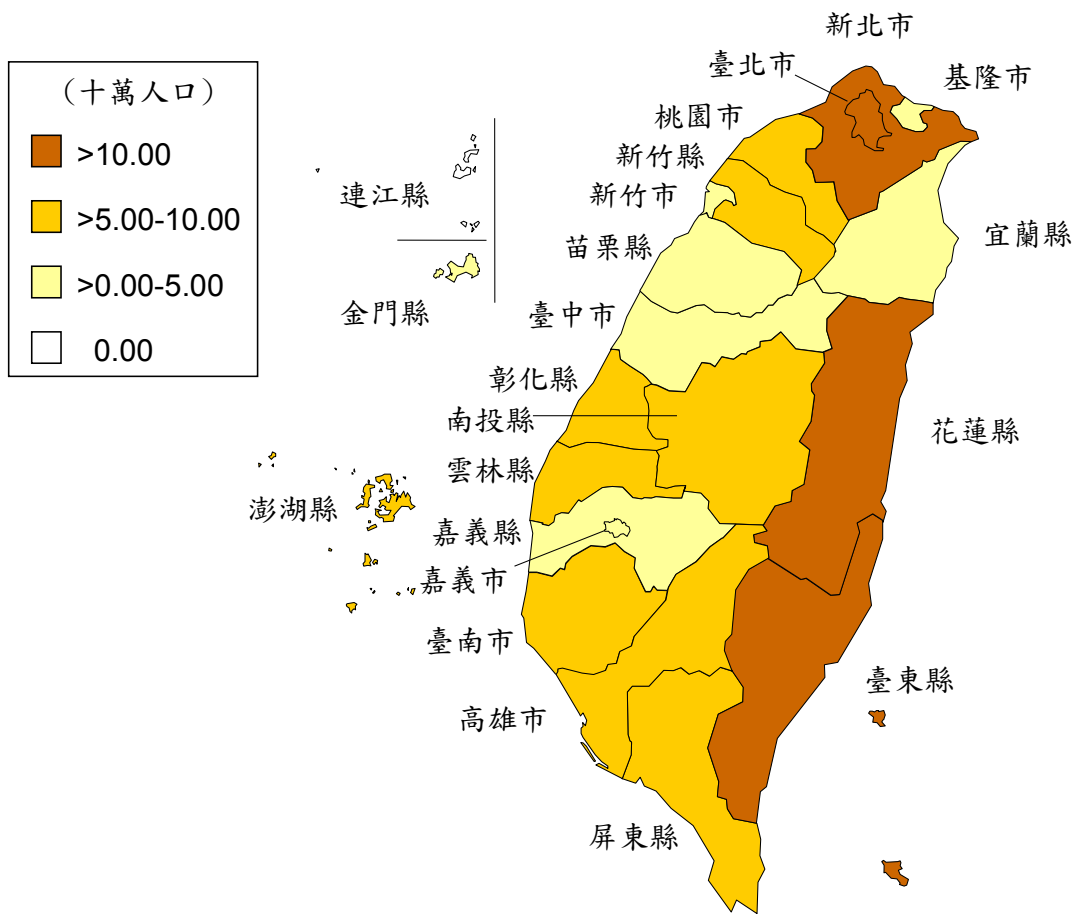 （十萬人口）
>10.00
>5.00-10.00
>0.00-5.00
0.00
新北市
臺北市
基隆市
桃園市
新竹縣
新竹市
連江縣
苗栗縣
宜蘭縣
金門縣
臺中市
彰化縣
南投縣
花蓮縣
雲林縣
澎湖縣
嘉義縣
嘉義市
臺南市
臺東縣
高雄市
屏東縣